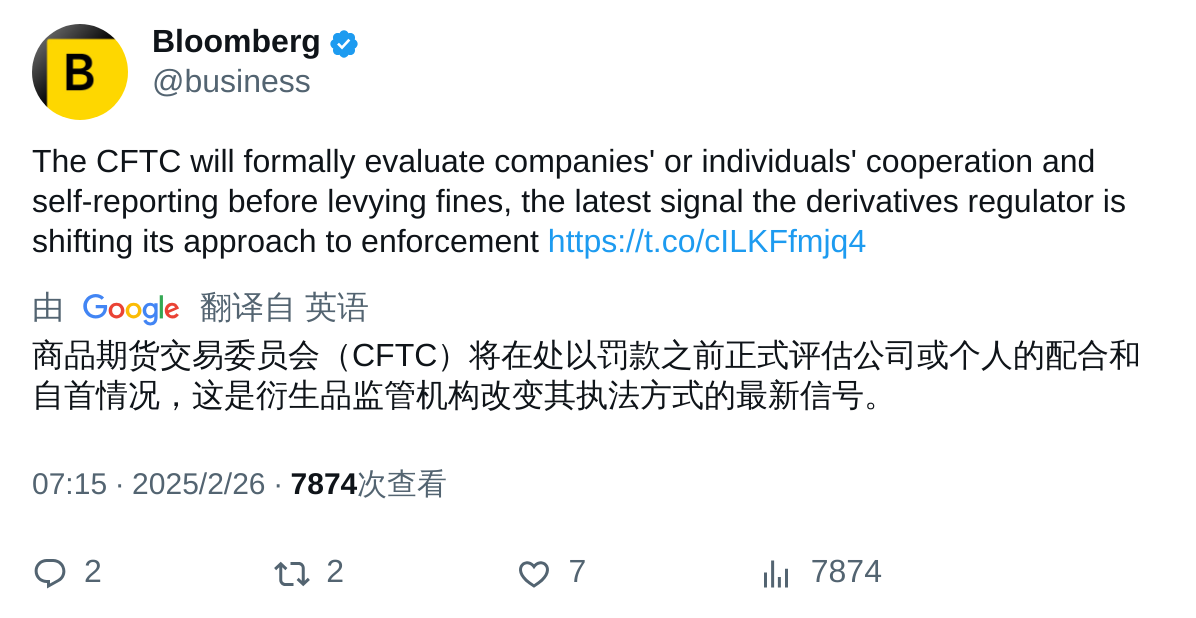 B
Bloomberg
@business
The CFTC will formally evaluate companies' or individuals' cooperation and
self-reporting before levying fines, the latest signal the derivatives regulator is
shifting its approach to enforcement https://t.co/cILKFfmjq4
由 Google 翻译自 英语
商品期货交易委员会（CFTC）将在处以罚款之前正式评估公司或个人的配合和
自首情况，这是衍生品监管机构改变其执法方式的最新信号。
07:15 · 2025/2/26 · 7874次查看
2 2 7 7874